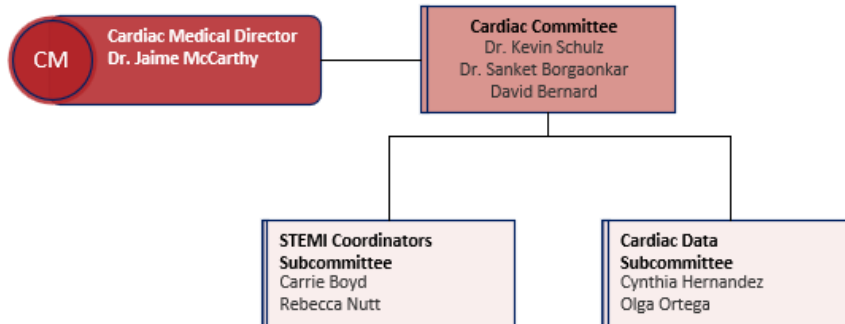 CM
Cardiac Medical Director
Dr. Jaime McCarthy
Cardiac Committee
Dr. Kevin Schulz
Dr. Sanket Borgaonkar
David Bernard
STEMI Coordinators
Subcommittee
Carrie Boyd
Rebecca Nutt
Cardiac Data
Subcommittee
Cynthia Hernandez
Olga Ortega